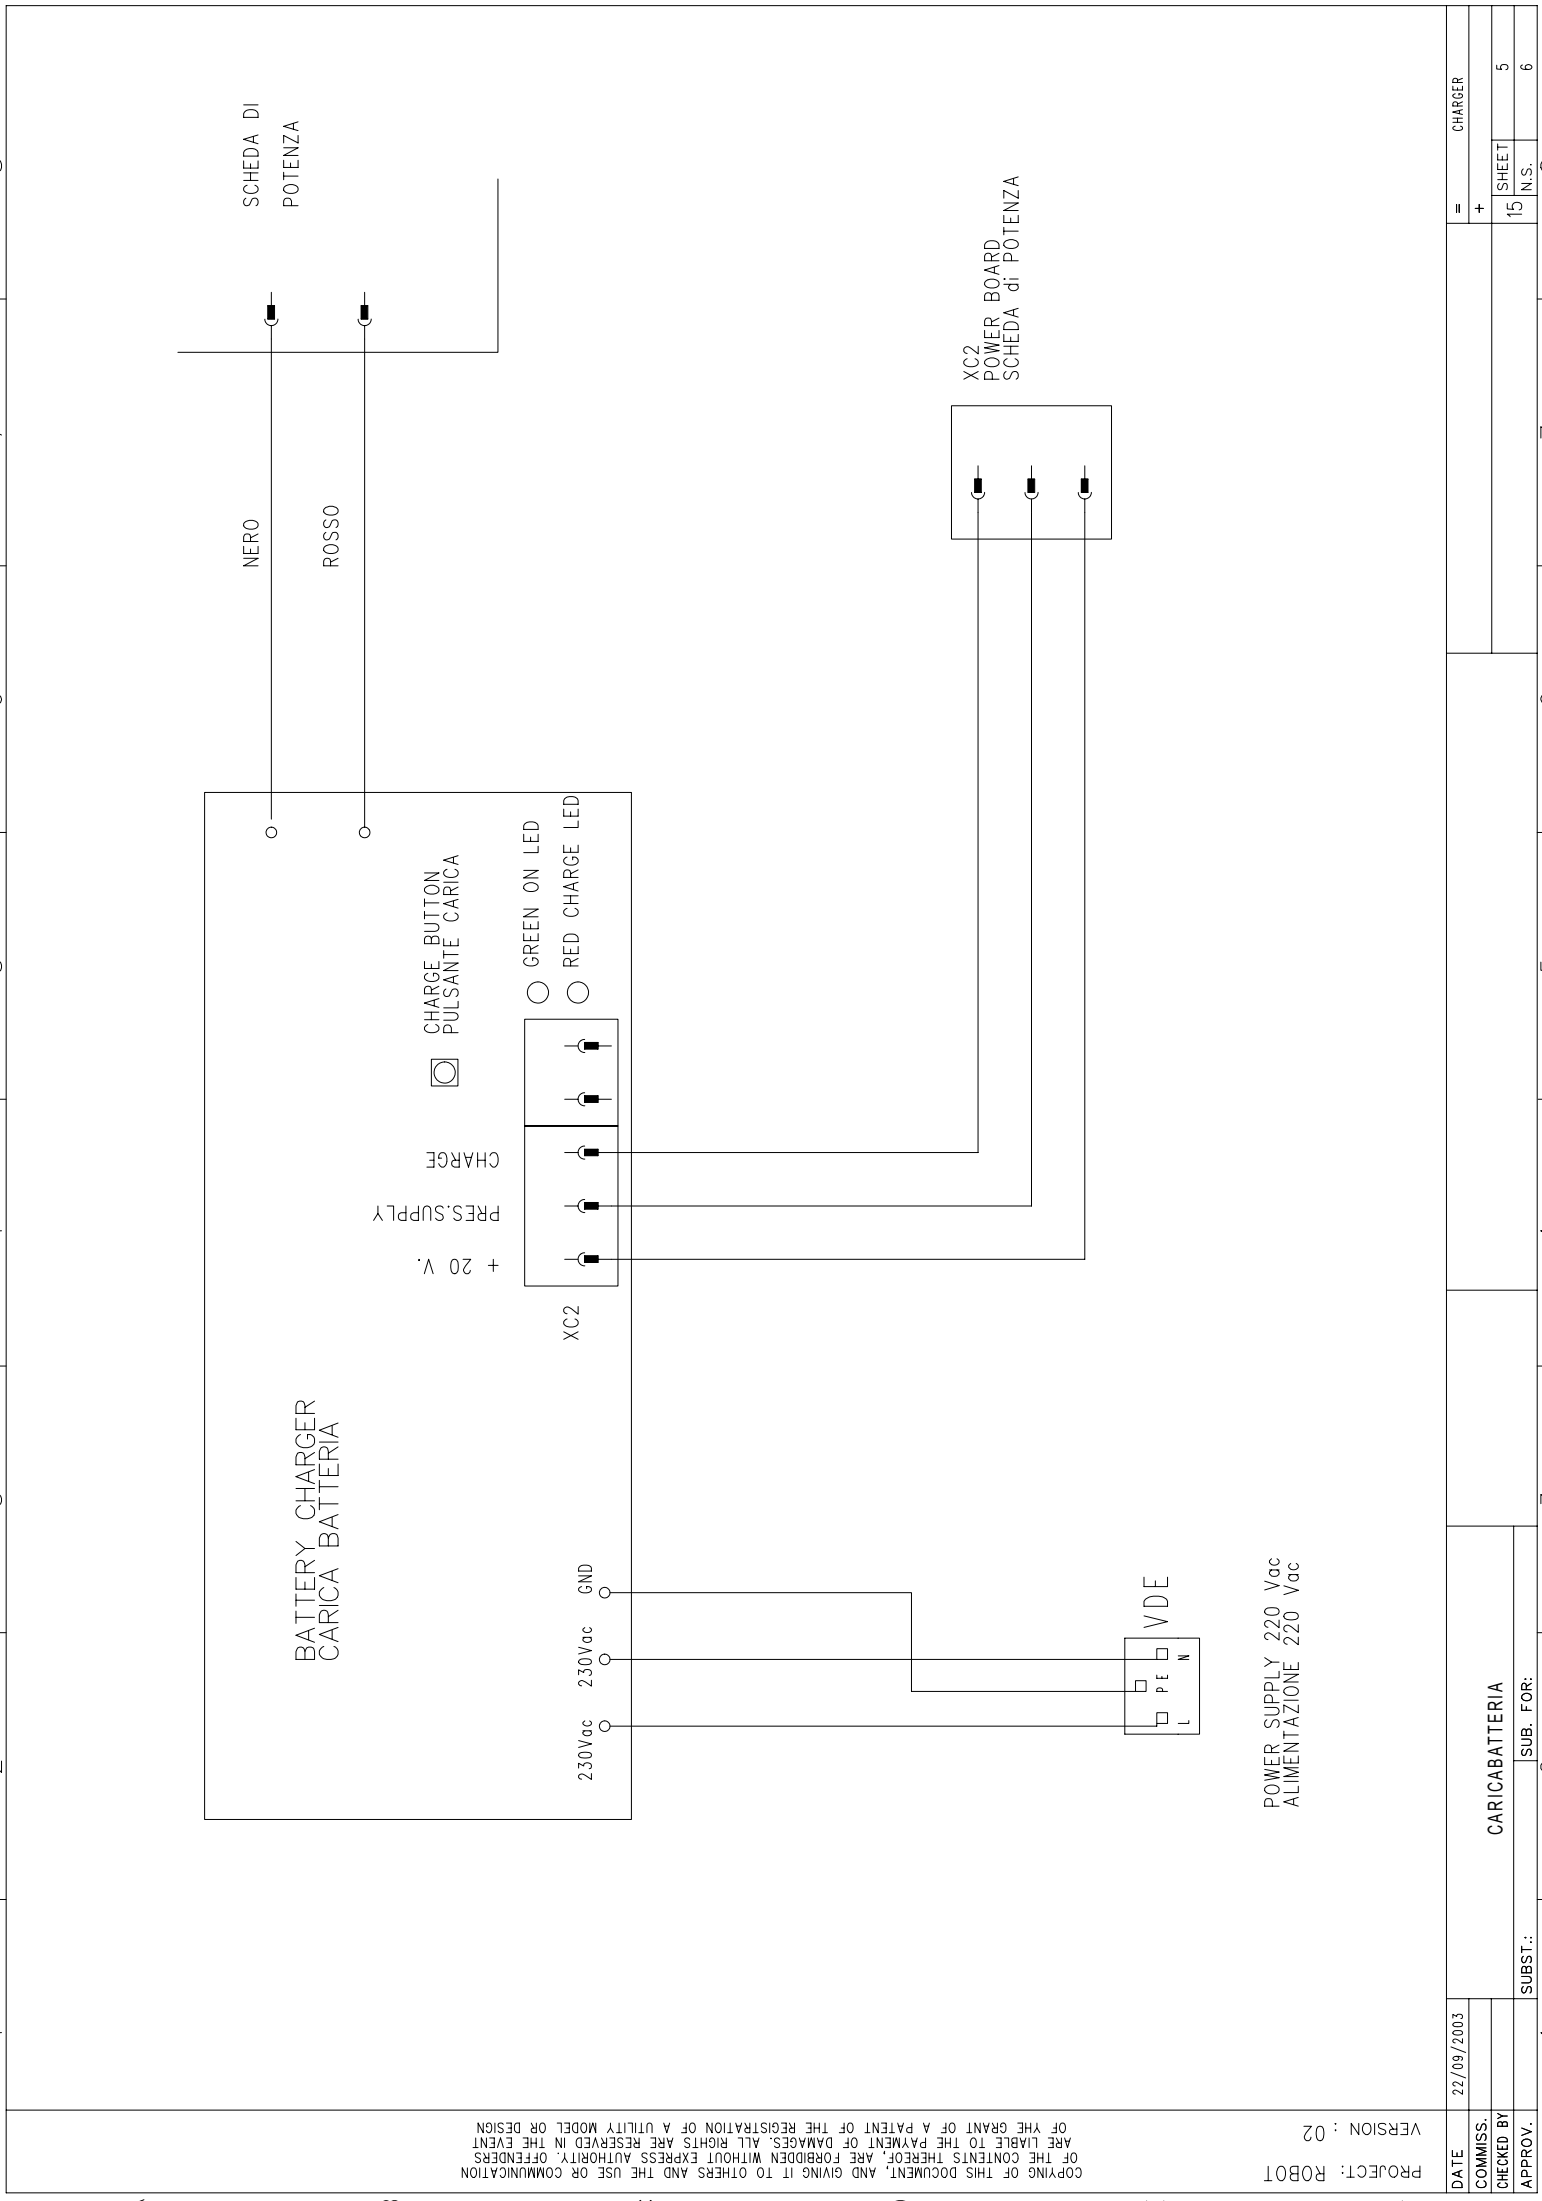 SCHEDA DI
POTENZA
NERO
ROSSO
BATTERY CHARGER
CARICA BATTERIA
CHARGE BUTTON
PULSANTE CARICA
GREEN ON LED
RED CHARGE LED
CHARGE
PRES.SUPPLY
+ 20 V.
XC2
230Vac
230Vac
GND
XC2
POWER BOARD
SCHEDA di POTENZA
VDE
L
PE
N
POWER SUPPLY 220 Vac
ALIMENTAZIONE 220 Vac
COPYING OF THIS DOCUMENT, AND GIVING IT TO OTHERS AND THE USE OR COMMUNICATION
OF THE CONTENTS THEREOF, ARE FORBIDDEN WITHOUT EXPRESS AUTHORITY. OFFENDERS
ARE LIABLE TO THE PAYMENT OF DAMAGES. ALL RIGHTS ARE RESERVED IN THE EVENT
OF YHE GRANT OF A PATENT OF THE REGISTRATION OF A UTILITY MODEL OR DESIGN
PROJECT: ROBOT
VERSION : 02
DATE 22/09/2003
COMMISS.
CHECKED BY
APPROV.
CARICABATTERIA
SUBST.:
SUB. FOR:
= CHARGER
+
15
SHEET 5
N.S. 6